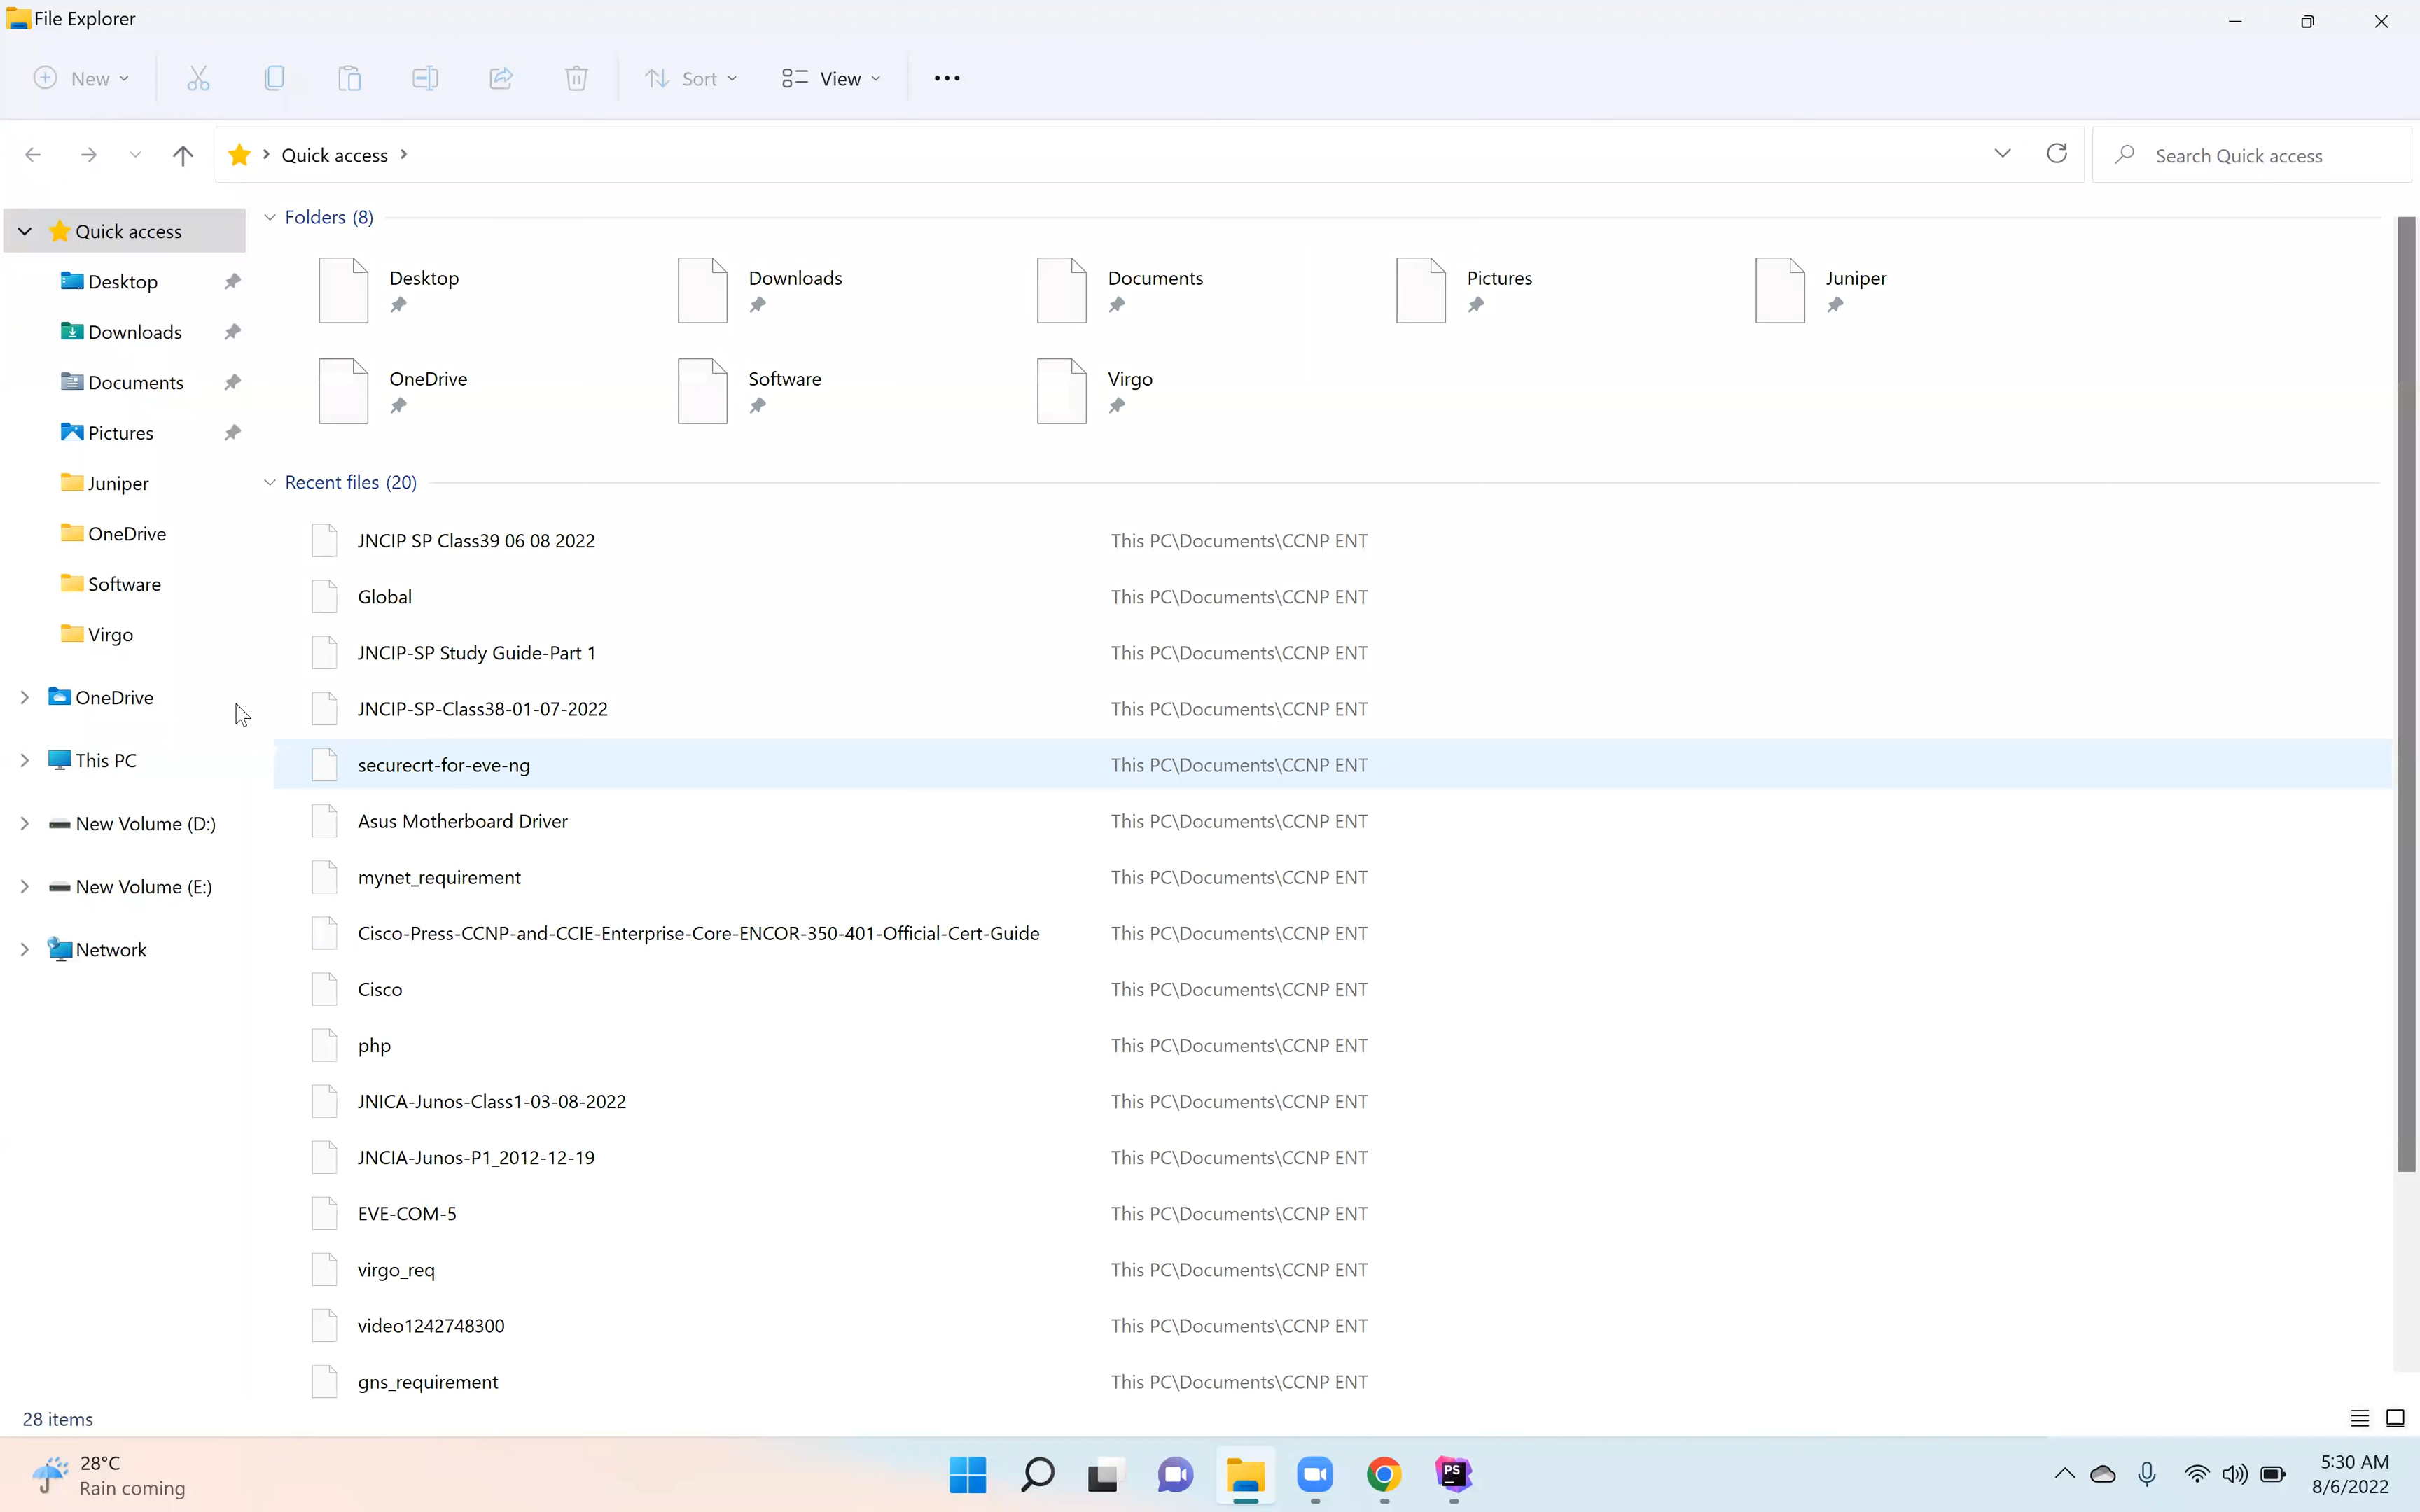 File Explorer
New
Sort
View
Quick access
Search Quick access
Quick access
Desktop
Downloads
Documents
Pictures
Juniper
OneDrive
Software
Virgo
OneDrive
This PC
New Volume (D:)
New Volume (E:)
Network
Folders (8)
Desktop
Downloads
Documents
Pictures
Juniper
OneDrive
Software
Virgo
Recent files (20)
JNCIP SP Class39 06 08 2022 This PC\Documents\CCNP ENT
Global This PC\Documents\CCNP ENT
JNCIP-SP Study Guide-Part 1 This PC\Documents\CCNP ENT
JNCIP-SP-Class38-01-07-2022 This PC\Documents\CCNP ENT
securecrt-for-eve-ng This PC\Documents\CCNP ENT
Asus Motherboard Driver This PC\Documents\CCNP ENT
mynet_requirement This PC\Documents\CCNP ENT
Cisco-Press-CCNP-and-CCIE-Enterprise-Core-ENCOR-350-401-Official-Cert-Guide This PC\Documents\CCNP ENT
Cisco This PC\Documents\CCNP ENT
php This PC\Documents\CCNP ENT
JNICA-Junos-Class1-03-08-2022 This PC\Documents\CCNP ENT
JNCIA-Junos-P1_2012-12-19 This PC\Documents\CCNP ENT
EVE-COM-5 This PC\Documents\CCNP ENT
virgo_req This PC\Documents\CCNP ENT
video1242748300 This PC\Documents\CCNP ENT
gns_requirement This PC\Documents\CCNP ENT
28 items
28°C
Rain coming
PS
5:30 AM
8/6/2022